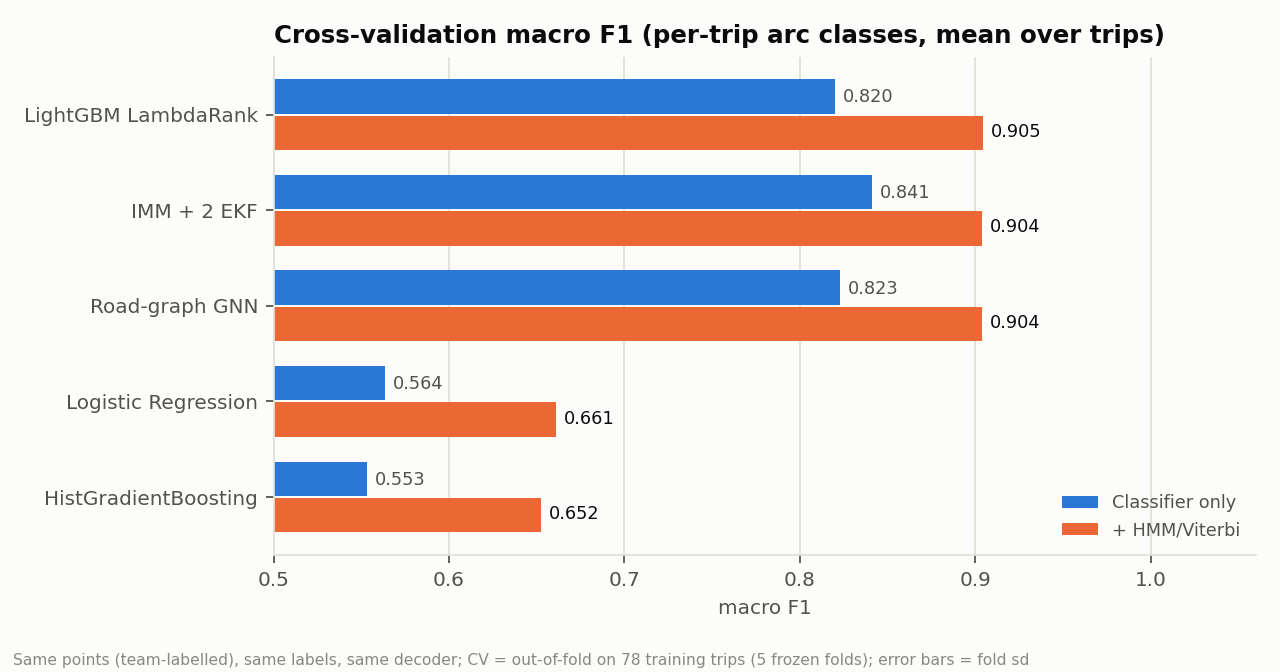 Cross-validation macro F1 (per-trip arc classes, mean over trips)
LightGBM LambdaRank
0.820
0.905
IMM + 2 EKF
0.841
0.904
Road-graph GNN
0.823
0.904
Logistic Regression
0.564
0.661
HistGradientBoosting
0.553
0.652
Classifier only
+ HMM/Viterbi
0.5 0.6 0.7 0.8 0.9 1.0
macro F1
Same points (team-labelled), same labels, same decoder; CV = out-of-fold on 78 training trips (5 frozen folds); error bars = fold sd